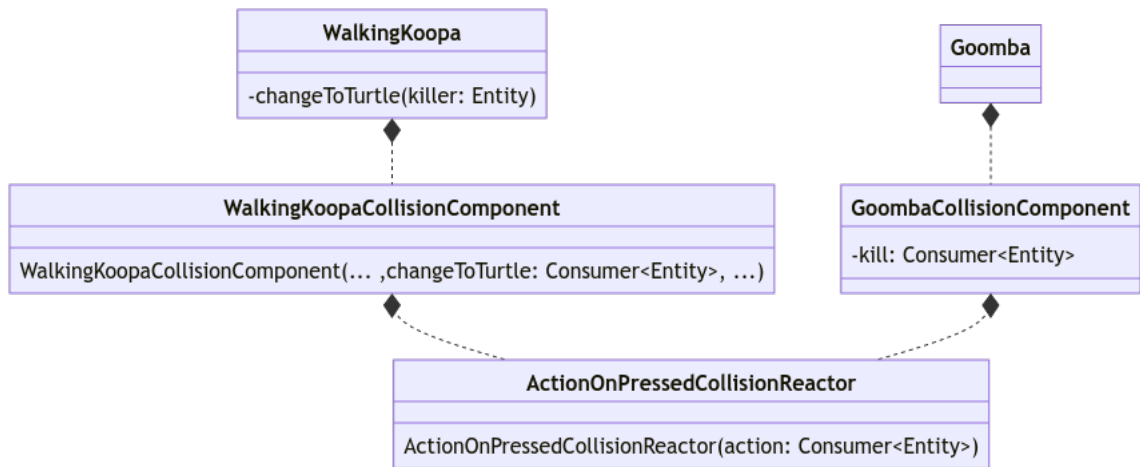 WalkingKoopa
-changeToTurtle(killer: Entity)
Goomba
WalkingKoopaCollisionComponent
WalkingKoopaCollisionComponent(... ,changeToTurtle: Consumer<Entity>, ...)
GoombaCollisionComponent
-kill: Consumer<Entity>
ActionOnPressedCollisionReactor
ActionOnPressedCollisionReactor(action: Consumer<Entity>)